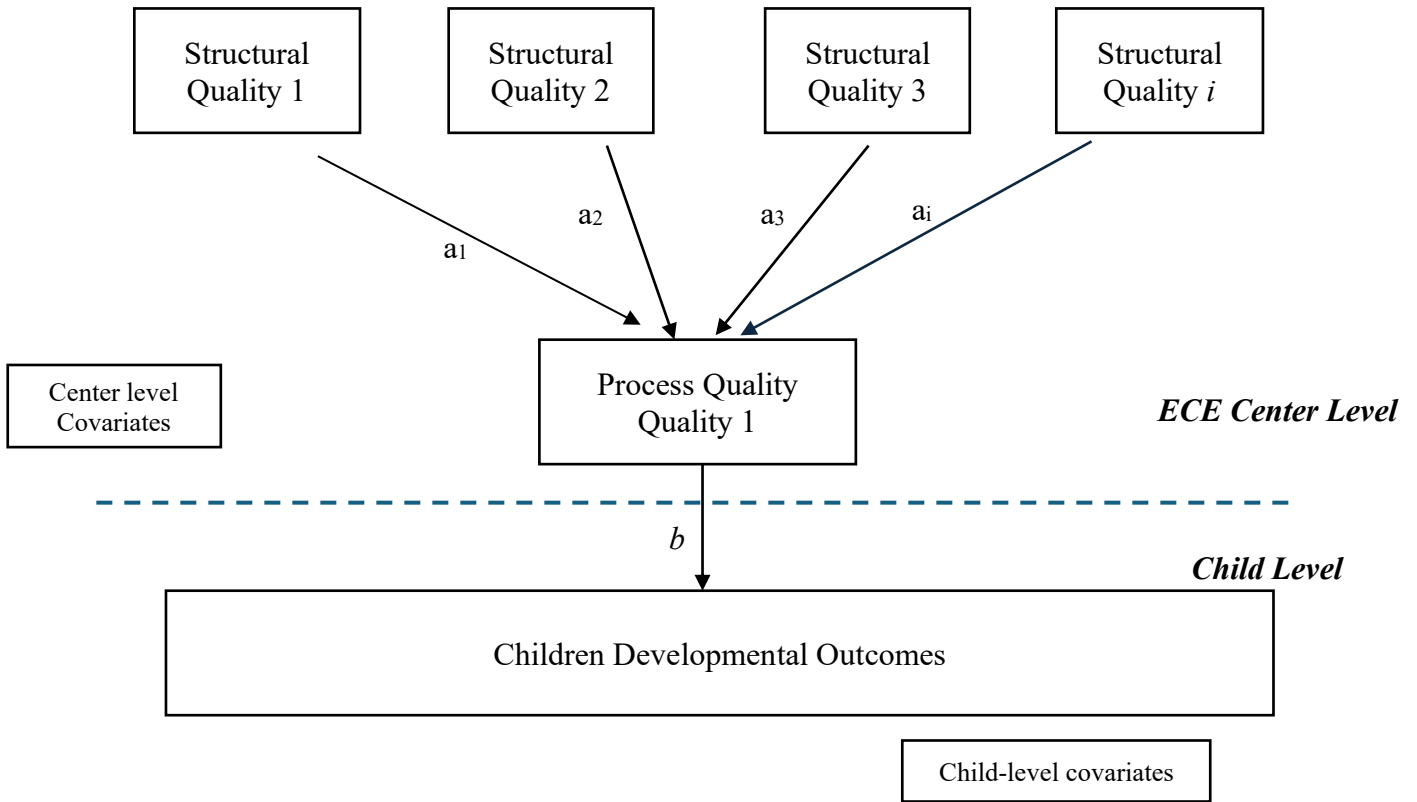 Structural
Quality 1
Structural
Quality 2
Structural
Quality 3
Structural
Quality i
a1
a2
a3
ai
Center level
Covariates
Process Quality
Quality 1
ECE Center Level
b
Child Level
Children Developmental Outcomes
Child-level covariates